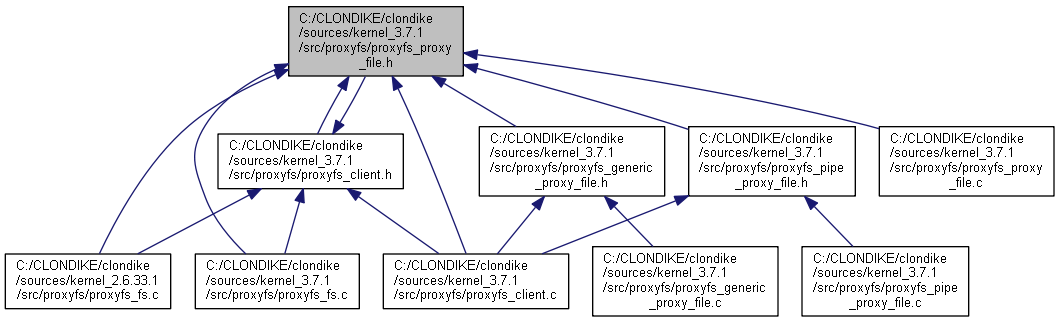 C:/CLONDIKE/clondike
/sources/kernel_3.7.1
/src/proxyfs/proxyfs_proxy
_file.h
C:/CLONDIKE/clondike
/sources/kernel_3.7.1
/src/proxyfs/proxyfs_client.h
C:/CLONDIKE/clondike
/sources/kernel_3.7.1
/src/proxyfs/proxyfs_generic
_proxy_file.h
C:/CLONDIKE/clondike
/sources/kernel_3.7.1
/src/proxyfs/proxyfs_pipe
_proxy_file.h
C:/CLONDIKE/clondike
/sources/kernel_3.7.1
/src/proxyfs/proxyfs_proxy
_file.c
C:/CLONDIKE/clondike
/sources/kernel_2.6.33.1
/src/proxyfs/proxyfs_fs.c
C:/CLONDIKE/clondike
/sources/kernel_3.7.1
/src/proxyfs/proxyfs_fs.c
C:/CLONDIKE/clondike
/sources/kernel_3.7.1
/src/proxyfs/proxyfs_client.c
C:/CLONDIKE/clondike
/sources/kernel_3.7.1
/src/proxyfs/proxyfs_generic
_proxy_file.c
C:/CLONDIKE/clondike
/sources/kernel_3.7.1
/src/proxyfs/proxyfs_pipe
_proxy_file.c